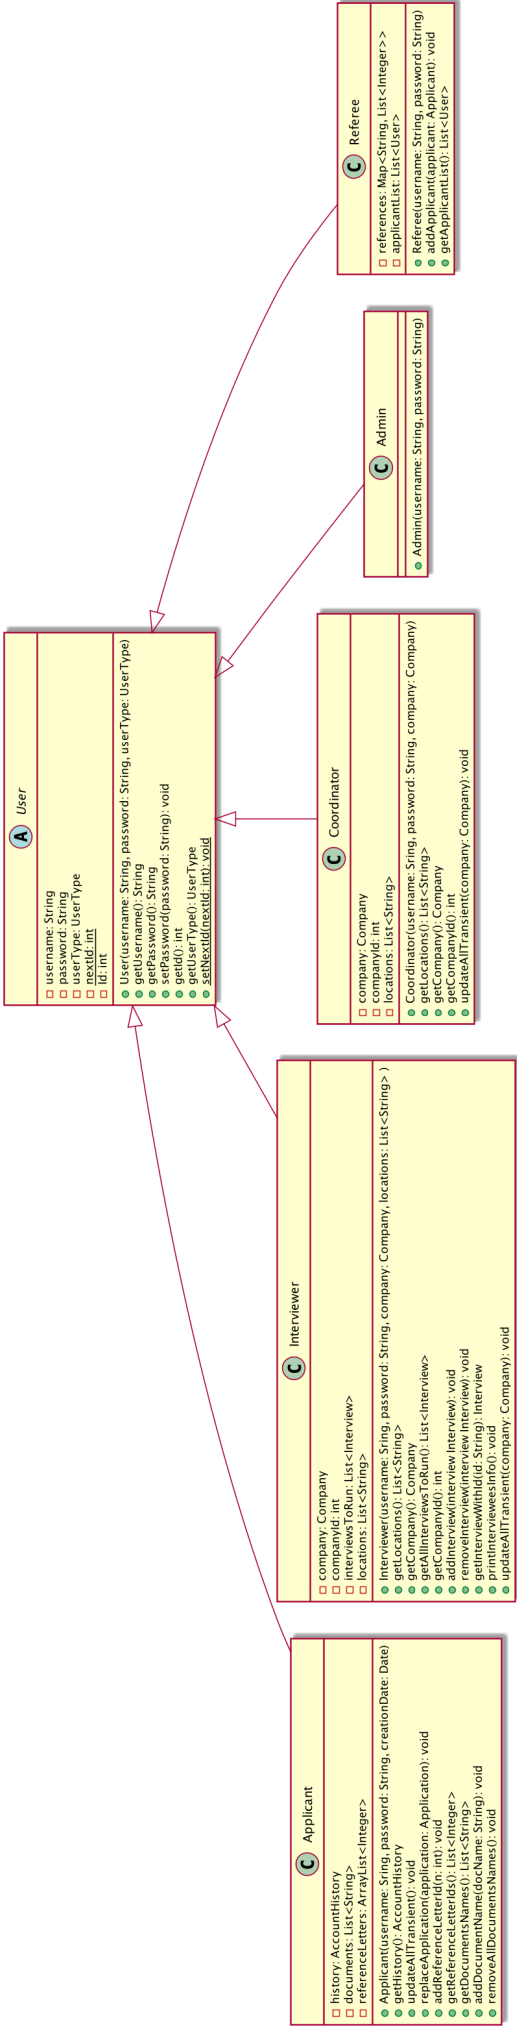 A
User
username: String
password: String
userType: UserType
nextId: int
Id: int
User(username: String, password: String, userType: UserType)
getUsername(): String
getPassword(): String
setPassword(password: String): void
getId(): int
getUserType(): UserType
setNextId(nextId: int): void
C
Applicant
history: AccountHistory
documents: List<String>
referenceLetters: ArrayList<Integer>
Applicant(username: Sring, password: String, creationDate: Date)
getHistory(): AccountHistory
updateAllTransient(): void
replaceApplication(application: Application): void
addReferenceLetterId(n: int): void
getReferenceLetterIds(): List<Integer>
getDocumentsNames(): List<String>
addDocumentName(docName: String): void
removeAllDocumentsNames(): void
C
Interviewer
company: Company
companyId: int
interviewsToRun: List<Interview>
locations: List<String>
Interviewer(username: Sring, password: String, company: Company, locations: List<String> )
getLocations(): List<String>
getCompany(): Company
getAllInterviewsToRun(): List<Interview>
getCompanyId(): int
addInterview(interview Interview): void
removeInterview(interview Interview): void
getInterviewWithId(id: String): Interview
printIntervieweesInfo(): void
updateAllTransient(company: Company): void
C
Coordinator
company: Company
companyId: int
locations: List<String>
Coordinator(username: Sring, password: String, company: Company)
getLocations(): List<String>
getCompany(): Company
getCompanyId(): int
updateAllTransient(company: Company): void
C
Admin
Admin(username: String, password: String)
C
Referee
references: Map<String, List<Integer>>
applicantList: List<User>
Referee(username: String, password: String)
addApplicant(applicant: Applicant): void
getApplicantList(): List<User>